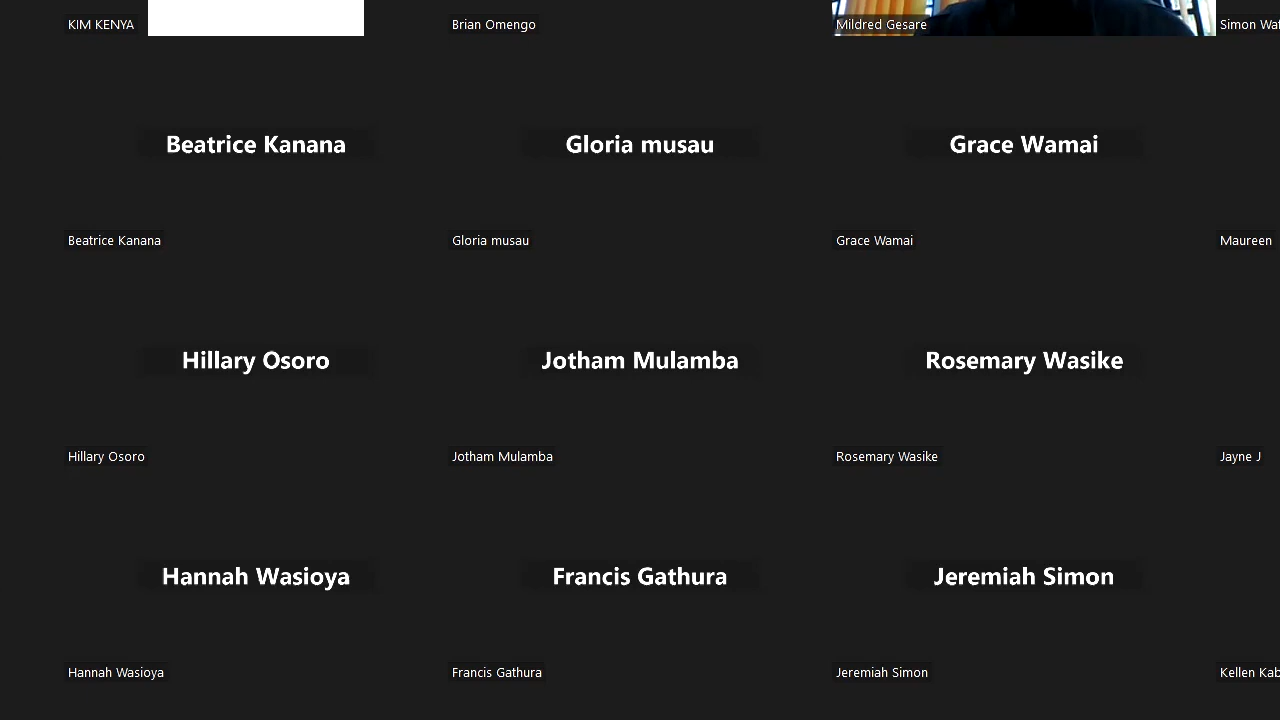 KIM KENYA
Brian Omengo
Mildred Gesare
Simon
Beatrice Kanana
Gloria musau
Grace Wamai
Beatrice Kanana
Gloria musau
Grace Wamai
Maureen
Hillary Osoro
Jotham Mulamba
Rosemary Wasike
Hillary Osoro
Jotham Mulamba
Rosemary Wasike
Jayne J
Hannah Wasioya
Francis Gathura
Jeremiah Simon
Hannah Wasioya
Francis Gathura
Jeremiah Simon
Kellen